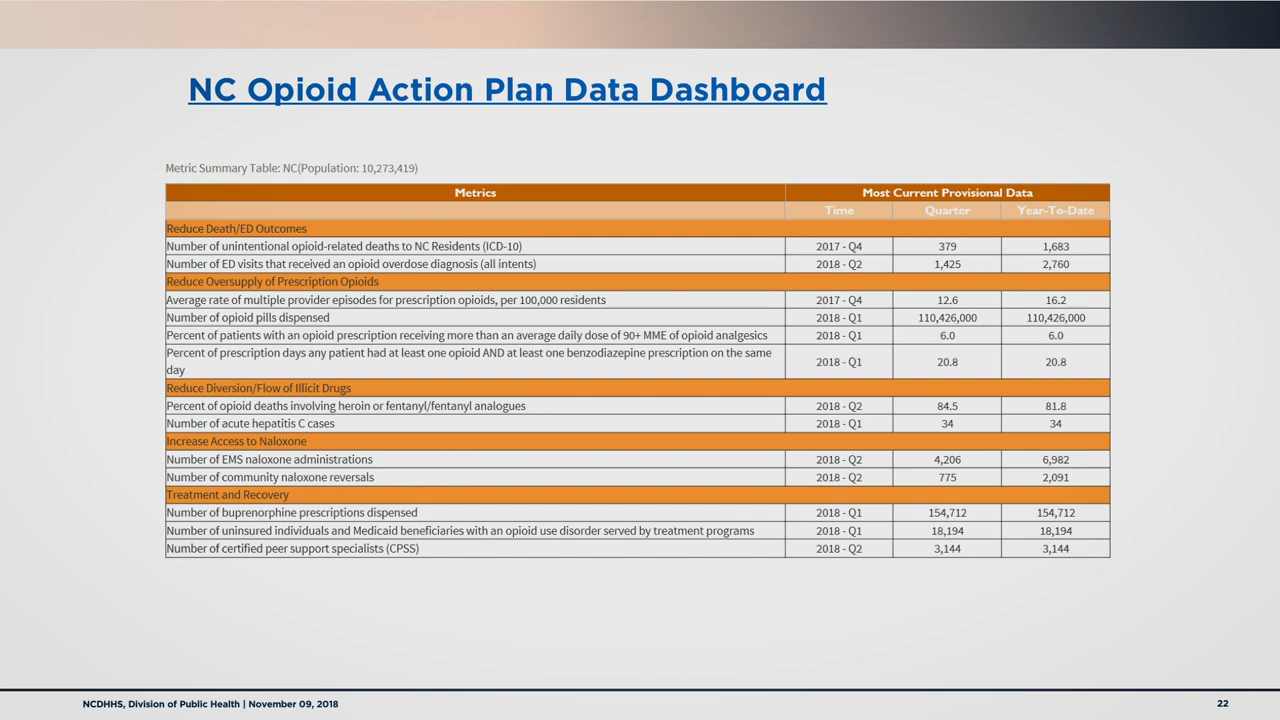 NC Opioid Action Plan Data Dashboard
Metric Summary Table: NC(Population: 10,273,419)
Metrics Most Current Provisional Data
Time Quarter Year-To-Date
Reduce Death/ED Outcomes
Number of unintentional opioid-related deaths to NC Residents (ICD-10) 2017 - Q4 379 1,683
Number of ED visits that received an opioid overdose diagnosis (all intents) 2018 - Q2 1,425 2,760
Reduce Oversupply of Prescription Opioids
Average rate of multiple provider episodes for prescription opioids, per 100,000 residents 2017 - Q4 12.6 16.2
Number of opioid pills dispensed 2018 - Q1 110,426,000 110,426,000
Percent of patients with an opioid prescription receiving more than an average daily dose of 90+ MME of opioid analgesics 2018 - Q1 6.0 6.0
Percent of prescription days any patient had at least one opioid AND at least one benzodiazepine prescription on the same
day 2018 - Q1 20.8 20.8
Reduce Diversion/Flow of Illicit Drugs
Percent of opioid deaths involving heroin or fentanyl/fentanyl analogues 2018 - Q2 84.5 81.8
Number of acute hepatitis C cases 2018 - Q1 34 34
Increase Access to Naloxone
Number of EMS naloxone administrations 2018 - Q2 4,206 6,982
Number of community naloxone reversals 2018 - Q2 775 2,091
Treatment and Recovery
Number of buprenorphine prescriptions dispensed 2018 - Q1 154,712 154,712
Number of uninsured individuals and Medicaid beneficiaries with an opioid use disorder served by treatment programs 2018 - Q1 18,194 18,194
Number of certified peer support specialists (CPSS) 2018 - Q2 3,144 3,144
NCDHHS, Division of Public Health | November 09, 2018 22